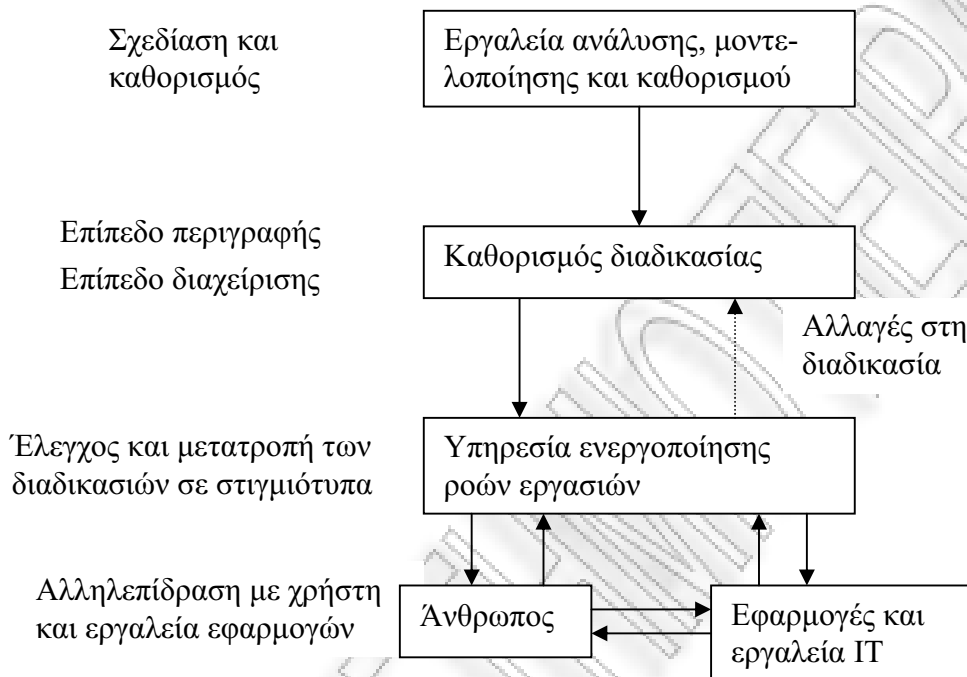 Σχεδίαση και
καθορισμός
Εργαλεία ανάλυσης, μοντε-
λοποίησης και καθορισμού
Επίπεδο περιγραφής
Επίπεδο διαχείρισης
Καθορισμός διαδικασίας
Αλλαγές στη
διαδικασία
Έλεγχος και μετατροπή των
διαδικασιών σε στιγμιότυπα
Υπηρεσία ενεργοποίησης
ροών εργασιών
Αλληλεπίδραση με χρήστη
και εργαλεία εφαρμογών
Άνθρωπος
Εφαρμογές και
εργαλεία ΙΤ